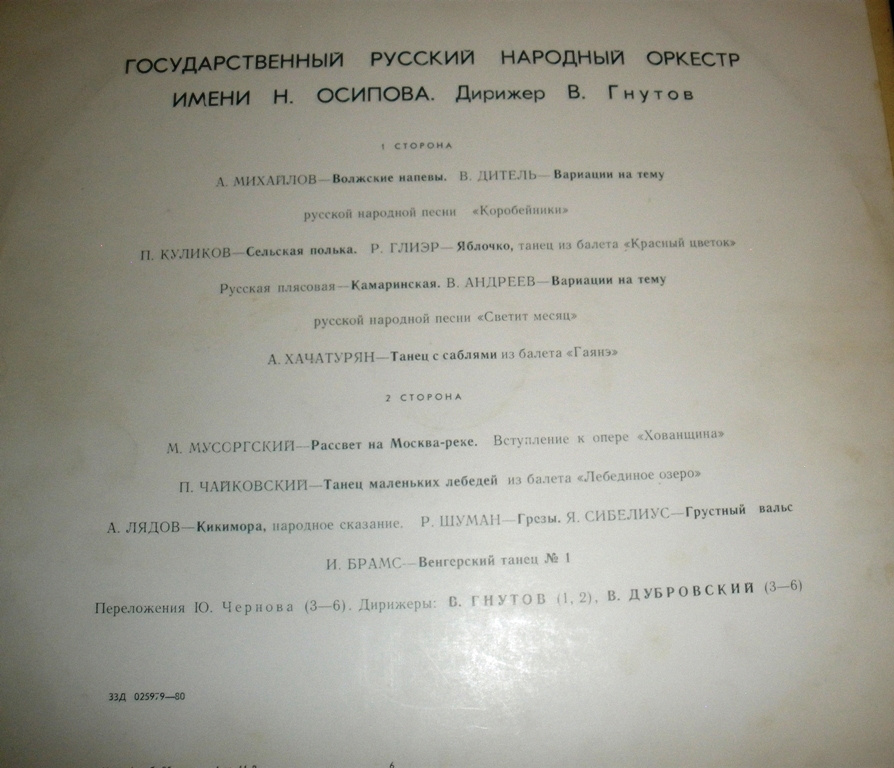 ГОСУДАРСТВЕННЫЙ РУССКИЙ НАРОДНЫЙ ОРКЕСТР
ИМЕНИ Н. ОСИПОВА. Дирижер В. Гнутов
1 СТОРОНА
А. МИХАЙЛОВ—Волжские напевы. В. ДИТЕЛЬ—Вариации на тему
русской народной песни «Коробейники»
П. КУЛИКОВ—Сельская полька. Р. ГЛИЭР—Яблочко, танец из балета «Красный цветок»
Русская плясовая—Камаринская. В. АНДРЕЕВ—Вариации на тему
русской народной песни «Светит месяц»
А. ХАЧАТУРЯН—Танец с саблями из балета «Гаянэ»
2 СТОРОНА
М. МУСОРГСКИЙ—Рассвет на Москва-реке. Вступление к опере «Хованщина»
П. ЧАЙКОВСКИЙ—Танец маленьких лебедей из балета «Лебединое озеро»
А. ЛЯДОВ—Кикимора, народное сказание. Р. ШУМАН—Грезы. Я. СИБЕЛИУС—Грустный вальс
И. БРАМС—Венгерский танец № 1
Переложения Ю. Чернова (3—6). Дирижеры: В. ГНУТОВ (1, 2), В. ДУБРОВСКИЙ (3—6)
33Д 025979—80
6